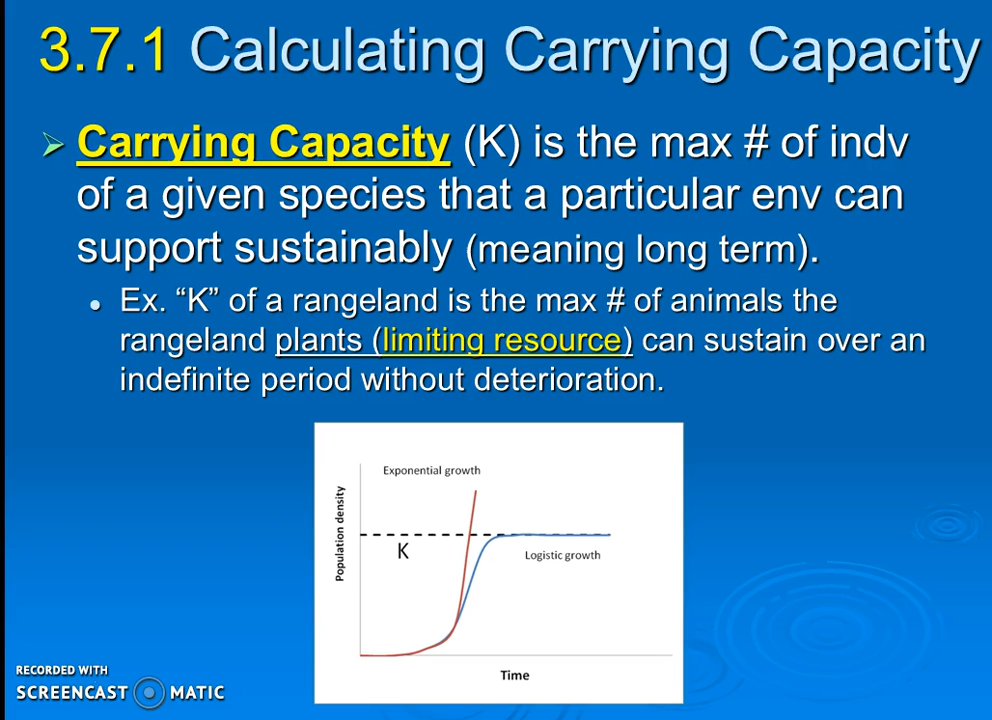 3.7.1 Calculating Carrying Capacity
Carrying Capacity (K) is the max # of indv
of a given species that a particular env can
support sustainably (meaning long term).
Ex. “K” of a rangeland is the max # of animals the
rangeland plants (limiting resource) can sustain over an
indefinite period without deterioration.
Exponential growth
Population density
K
Logistic growth
Time
RECORDED WITH
SCREENCAST MATIC